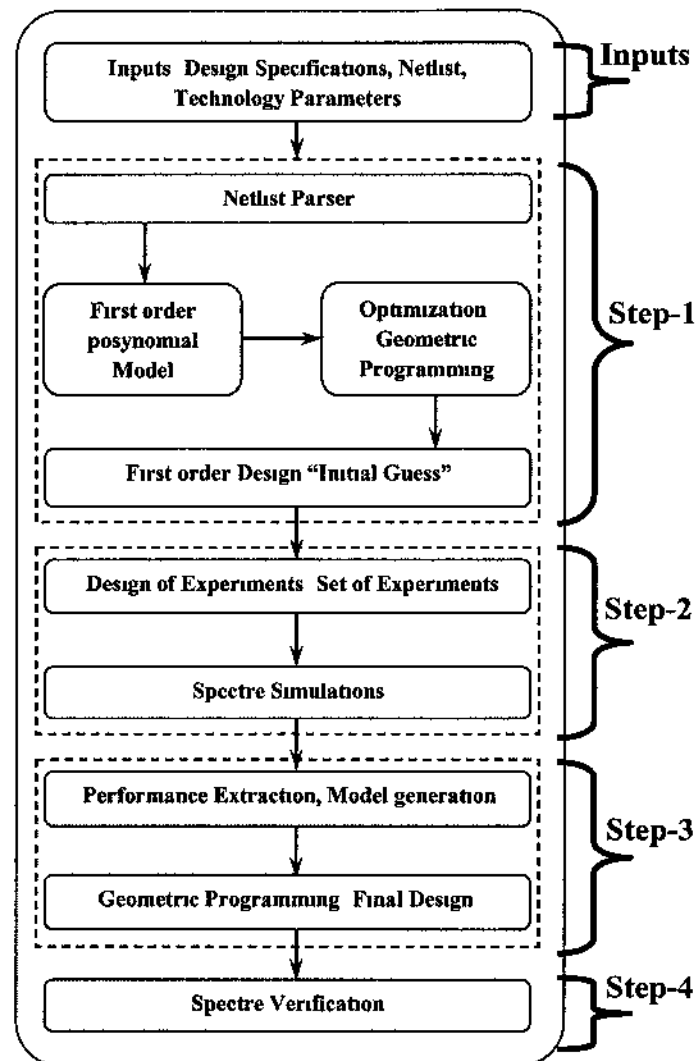 Inputs Design Specifications, Netlist,
Technology Parameters
Inputs
Netlist Parser
First order
posynomial
Model
Optimization
Geometric
Programming
Step-1
First order Design “Initial Guess”
Design of Experiments Set of Experiments
Step-2
Spectre Simulations
Performance Extraction, Model generation
Step-3
Geometric Programming Final Design
Spectre Verification
Step-4